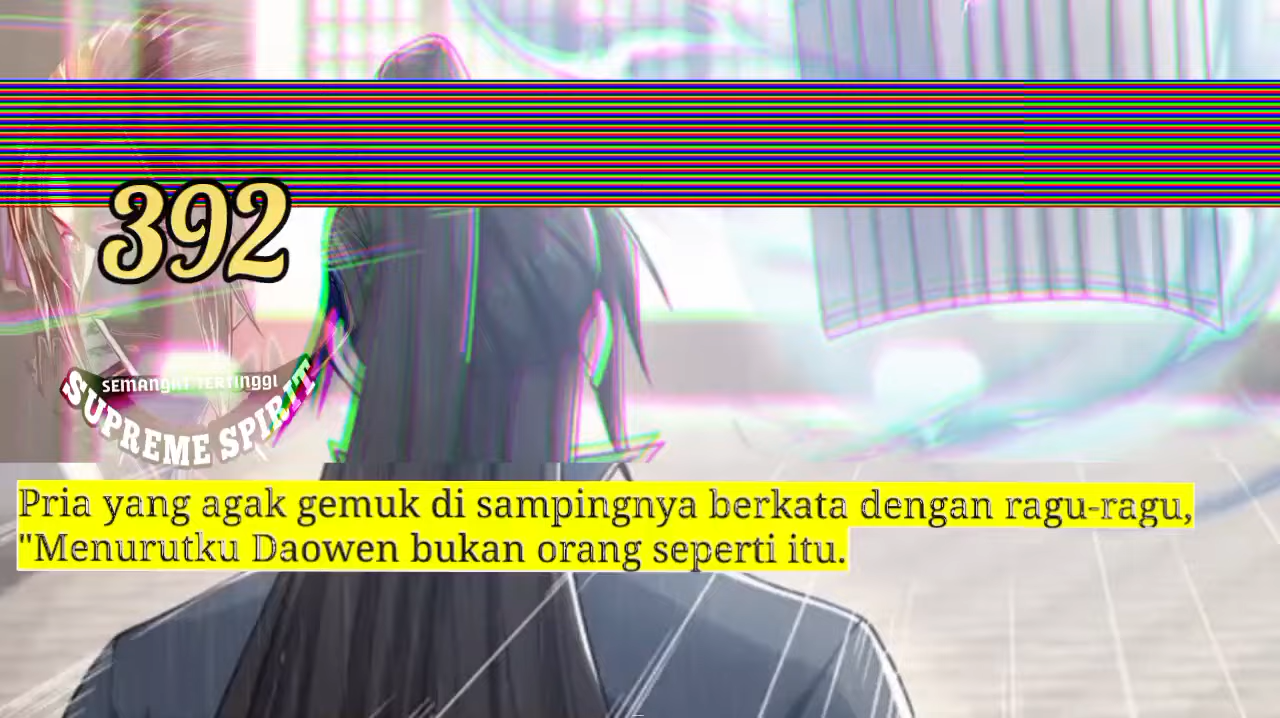 392
SEMANGAT TERTINGGI
SUPREME SPIRIT
Pria yang agak gemuk di sampingnya berkata dengan ragu-ragu,
"Menurutku Daowen bukan orang seperti itu.